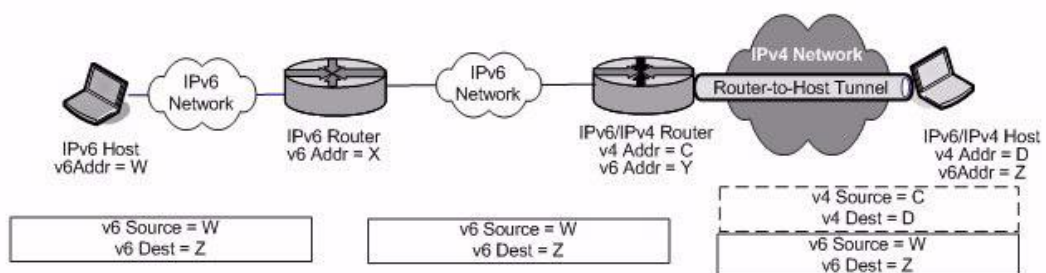 IPv6
Network
IPv6
Network
IPv4 Network
Router-to-Host Tunnel
IPv6 Host
v6Addr = W
IPv6 Router
v6 Addr = X
IPv6/IPv4 Router
v4 Addr = C
v6 Addr = Y
IPv6/IPv4 Host
v4 Addr = D
v6Addr = Z
v6 Source = W
v6 Dest = Z
v6 Source = W
v6 Dest = Z
v4 Source = C
v4 Dest = D
v6 Source = W
v6 Dest = Z